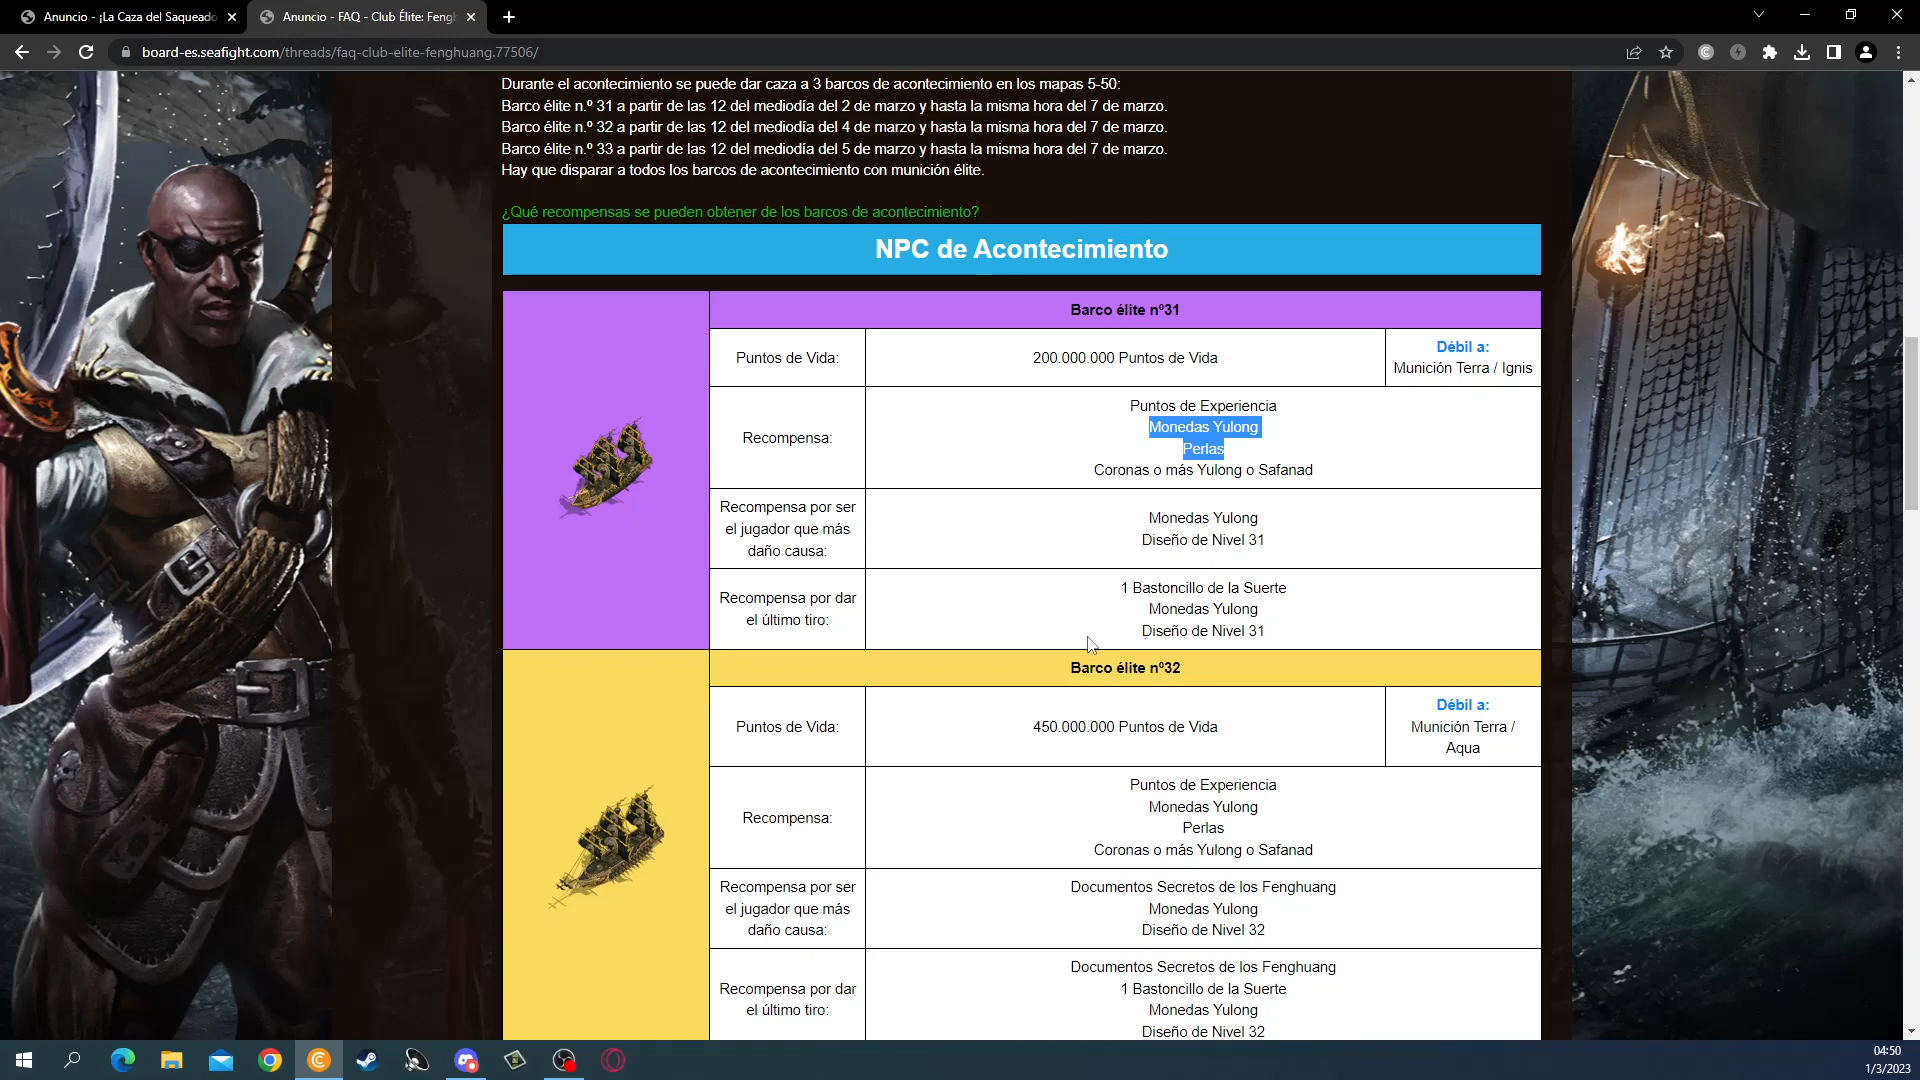 Anuncio - ¡La Caza del Saqueado
Anuncio - FAQ - Club Élite: Feng
board-es.seafight.com/threads/faq-club-elite-fenghuang.77506/
Durante el acontecimiento se puede dar caza a 3 barcos de acontecimiento en los mapas 5-50:
Barco élite n.º 31 a partir de las 12 del mediodía del 2 de marzo y hasta la misma hora del 7 de marzo.
Barco élite n.º 32 a partir de las 12 del mediodía del 4 de marzo y hasta la misma hora del 7 de marzo.
Barco élite n.º 33 a partir de las 12 del mediodía del 5 de marzo y hasta la misma hora del 7 de marzo.
Hay que disparar a todos los barcos de acontecimiento con munición élite.
¿Qué recompensas se pueden obtener de los barcos de acontecimiento?
NPC de Acontecimiento
Barco élite nº31
Puntos de Vida:
200.000.000 Puntos de Vida
Débil a:
Munición Terra / Ignis
Recompensa:
Puntos de Experiencia
Monedas Yulong
Perlas
Coronas o más Yulong o Safanad
Recompensa por ser
el jugador que más
daño causa:
Monedas Yulong
Diseño de Nivel 31
Recompensa por dar
el último tiro:
1 Bastoncillo de la Suerte
Monedas Yulong
Diseño de Nivel 31
Barco élite nº32
Puntos de Vida:
450.000.000 Puntos de Vida
Débil a:
Munición Terra /
Aqua
Recompensa:
Puntos de Experiencia
Monedas Yulong
Perlas
Coronas o más Yulong o Safanad
Recompensa por ser
el jugador que más
daño causa:
Documentos Secretos de los Fenghuang
Monedas Yulong
Diseño de Nivel 32
Recompensa por dar
el último tiro:
Documentos Secretos de los Fenghuang
1 Bastoncillo de la Suerte
Monedas Yulong
Diseño de Nivel 32
04:50
1/3/2023